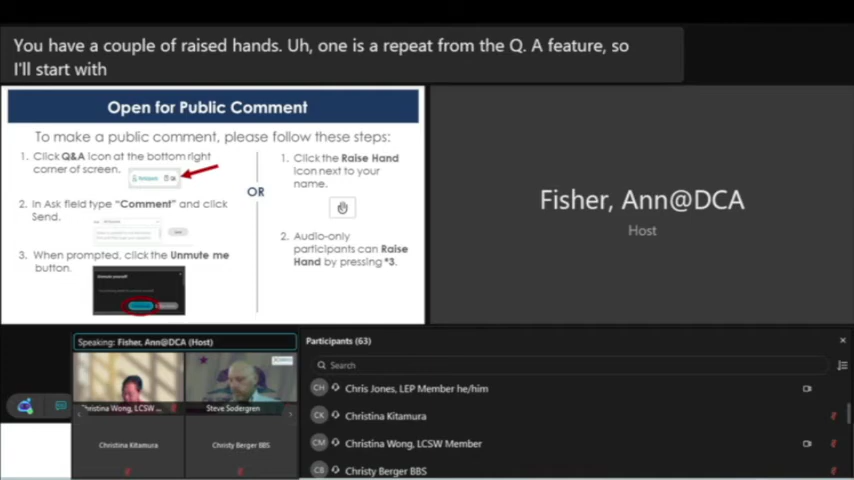 You have a couple of raised hands. Uh, one is a repeat from the Q. A feature, so
I'll start with
Open for Public Comment
To make a public comment, please follow these steps:
1. Click Q&A icon at the bottom right
corner of screen.
2. In Ask field type "Comment" and click
Send.
3. When prompted, click the Unmute me
button.
OR
1. Click the Raise Hand
icon next to your
name.
2. Audio-only
participants can Raise
Hand by pressing *3.
Fisher, Ann@DCA
Host
Speaking: Fisher, Ann@DCA (Host)
Christina Wong, LCSW ...
Steve Sodergren
Christina Kitamura
Christy Berger BBS
Participants (63)
Search
CH Chris Jones, LEP Member he/him
CK Christina Kitamura
CM Christina Wong, LCSW Member
CB Christy Berger BBS